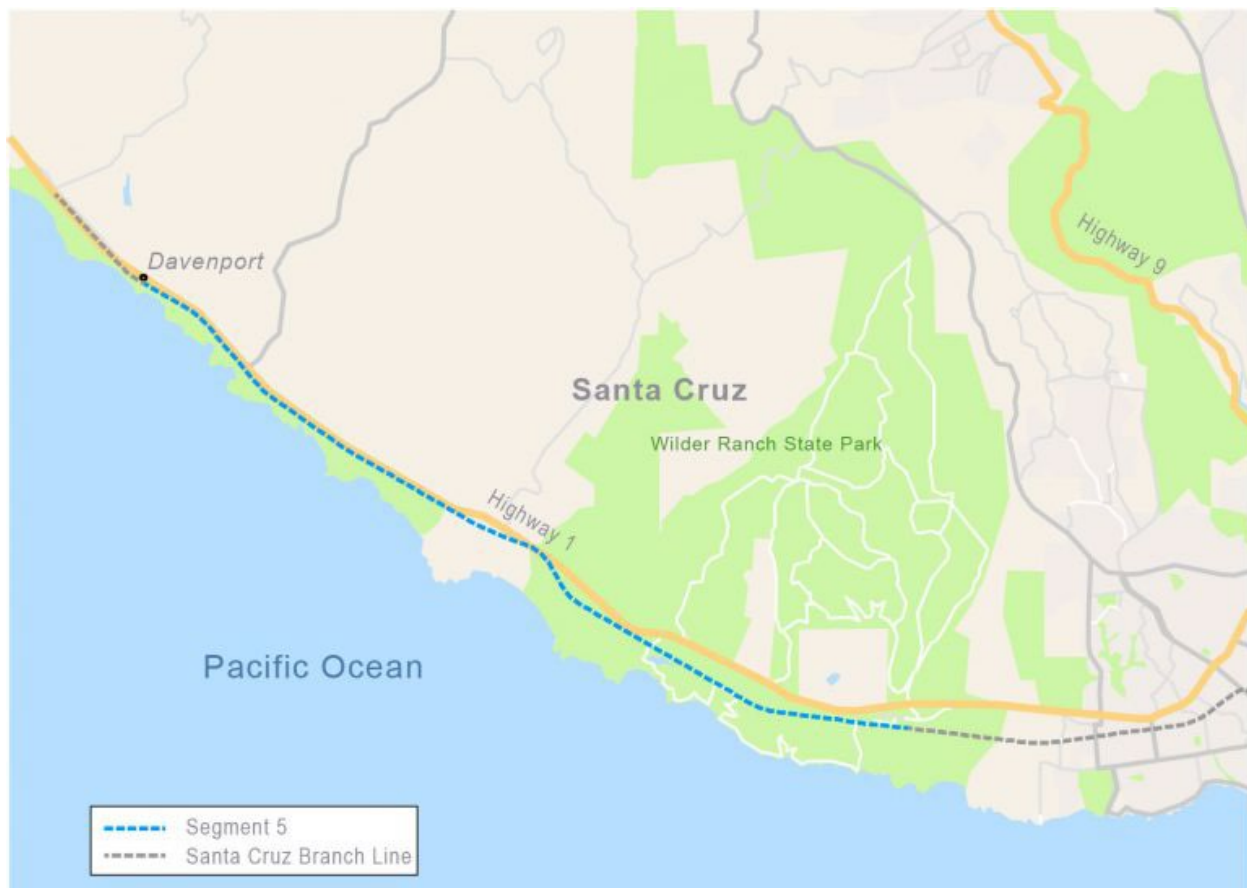 Highway 9
Davenport
Santa Cruz
Wilder Ranch State Park
Highway 1
Pacific Ocean
Segment 5
Santa Cruz Branch Line